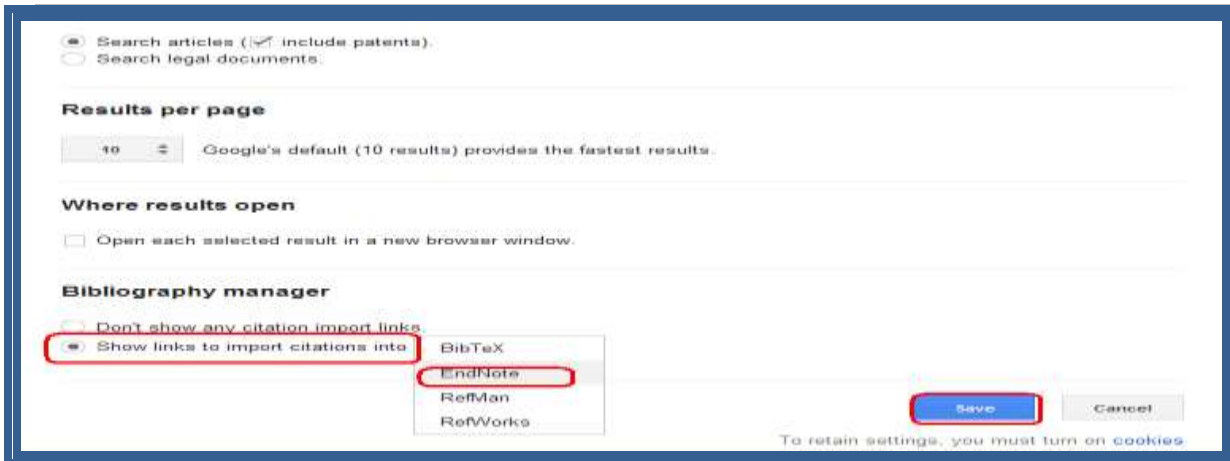 Search articles (include patents).
Search legal documents.
Results per page
10 Google's default (10 results) provides the fastest results.
Where results open
Open each selected result in a new browser window.
Bibliography manager
Don't show any citation import links.
Show links to import citations into
BibTeX
EndNote
RefMan
RefWorks
Save Cancel
To retain settings, you must turn on cookies